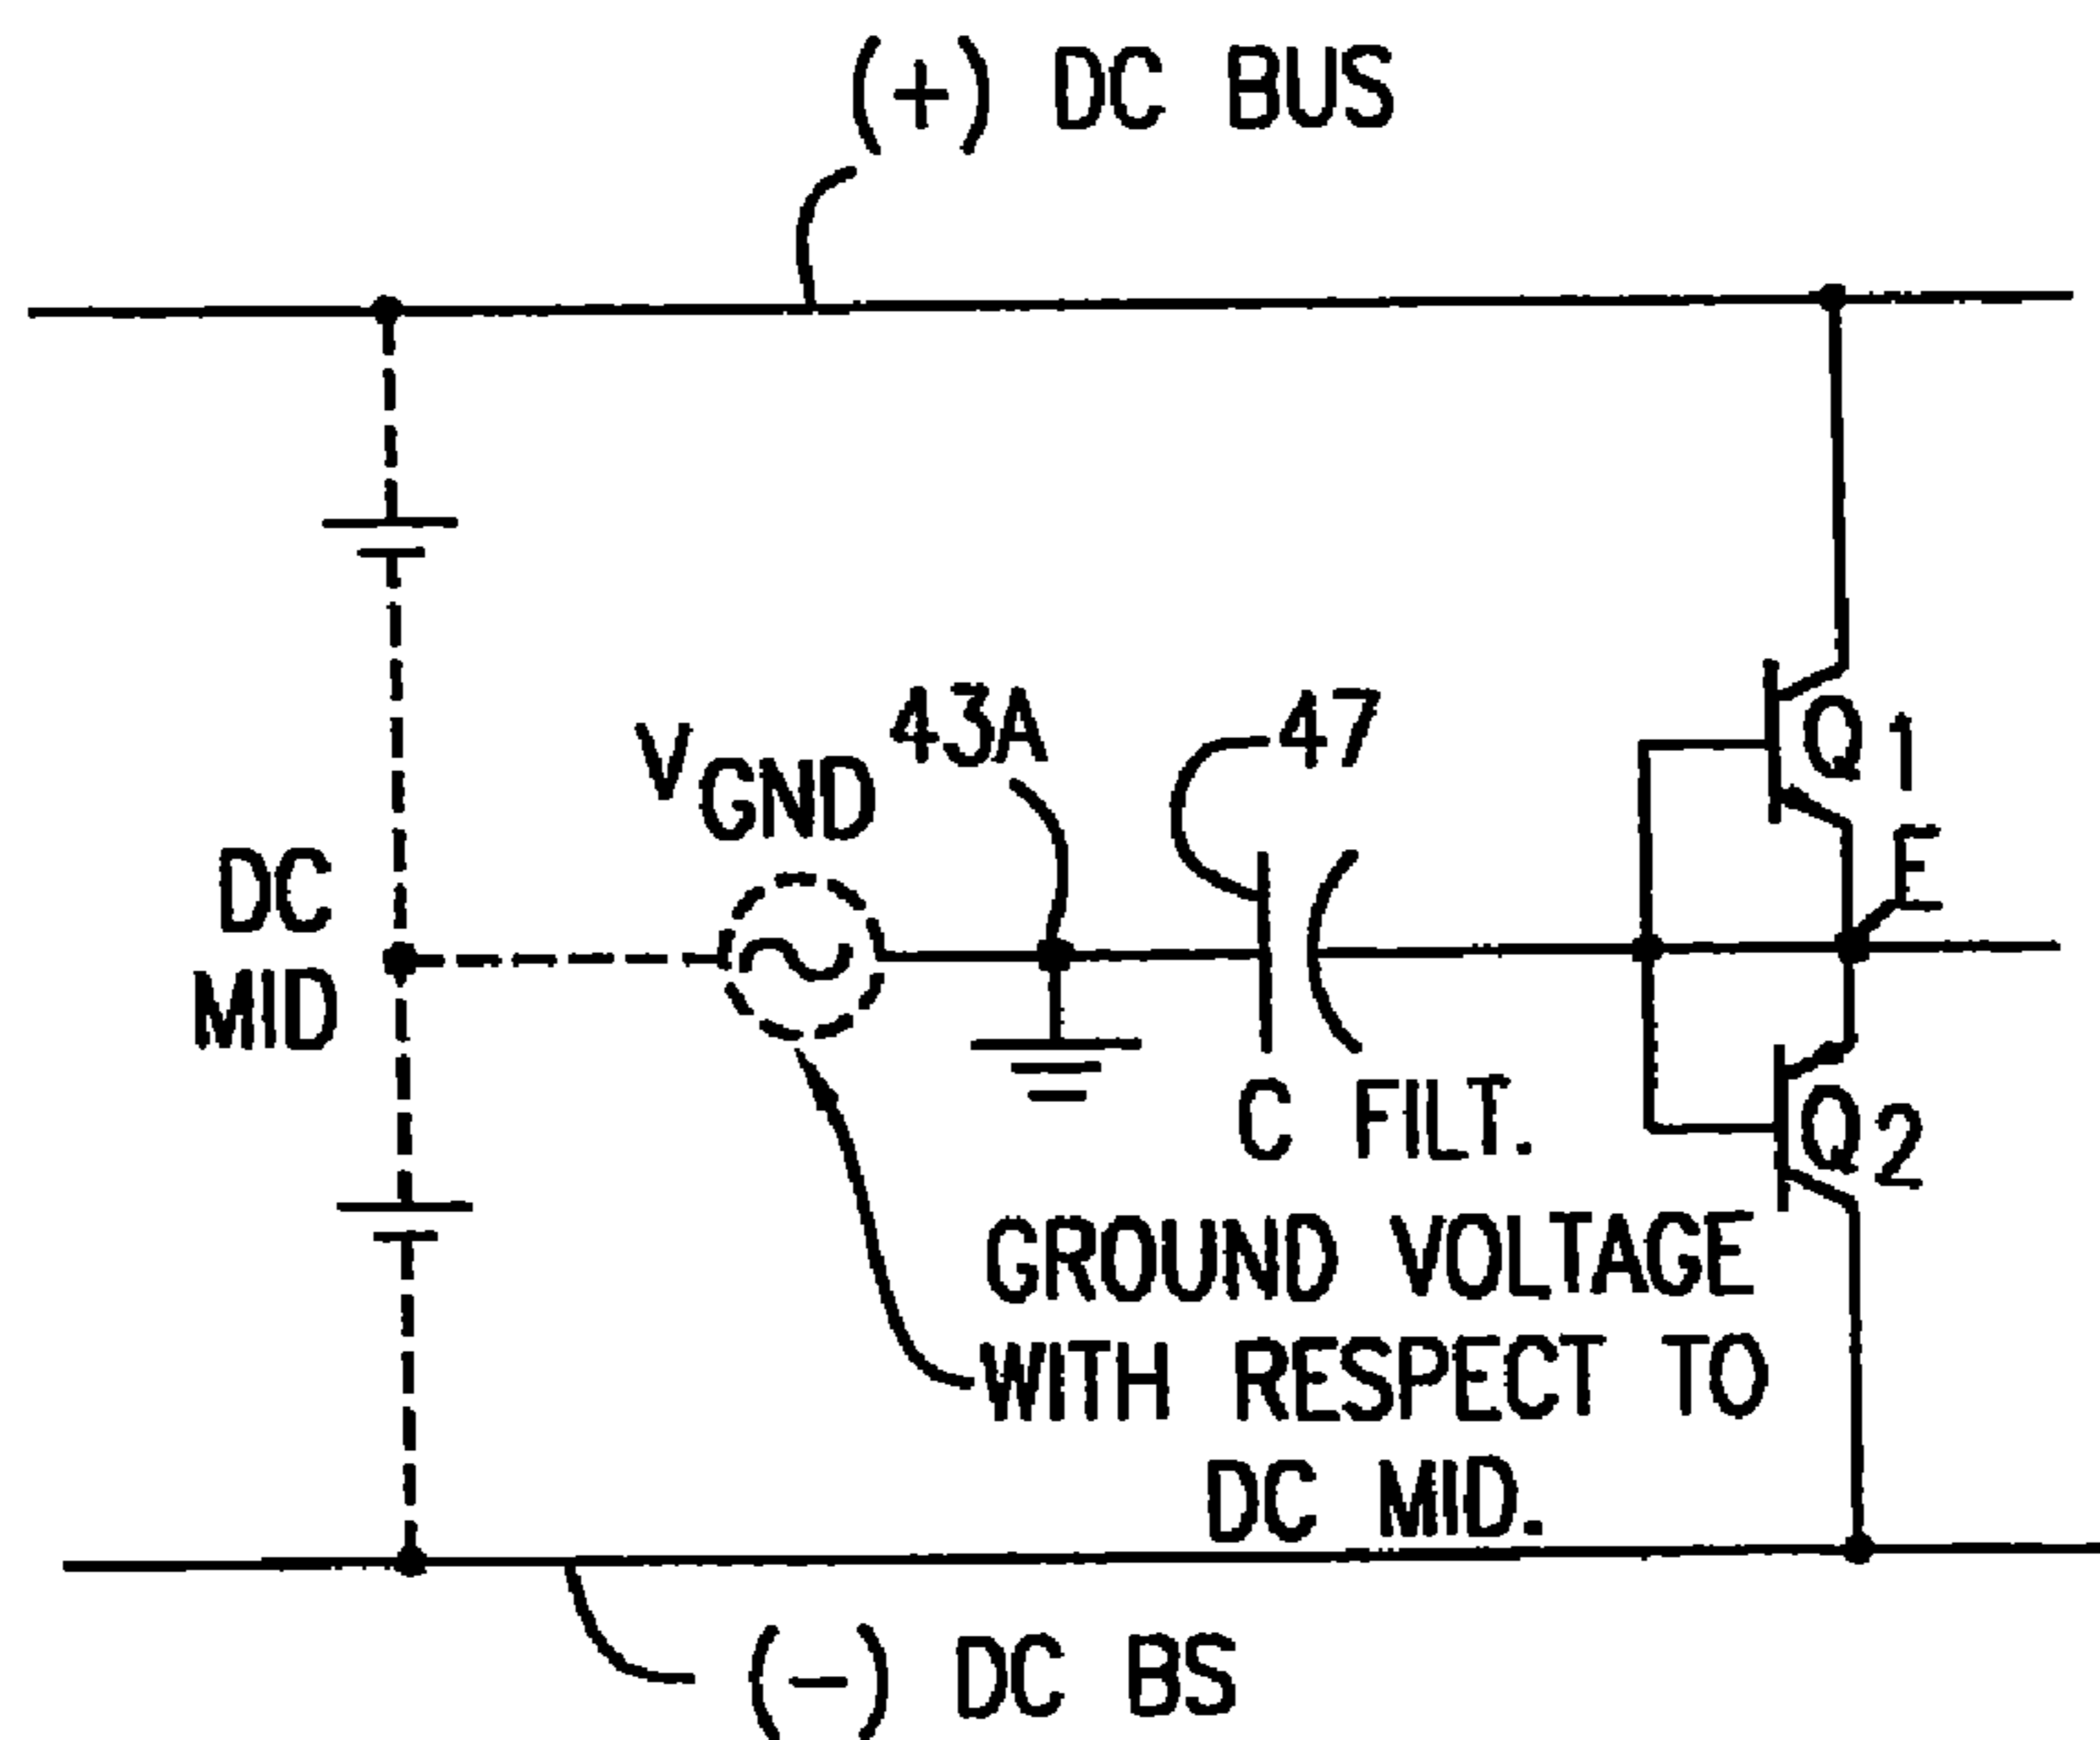 (+) DC BUS
V GND
43A
47
Q1
DC
MID
E
C FILT.
Q2
GROUND VOLTAGE
WITH RESPECT TO
DC MID.
(-) DC BS